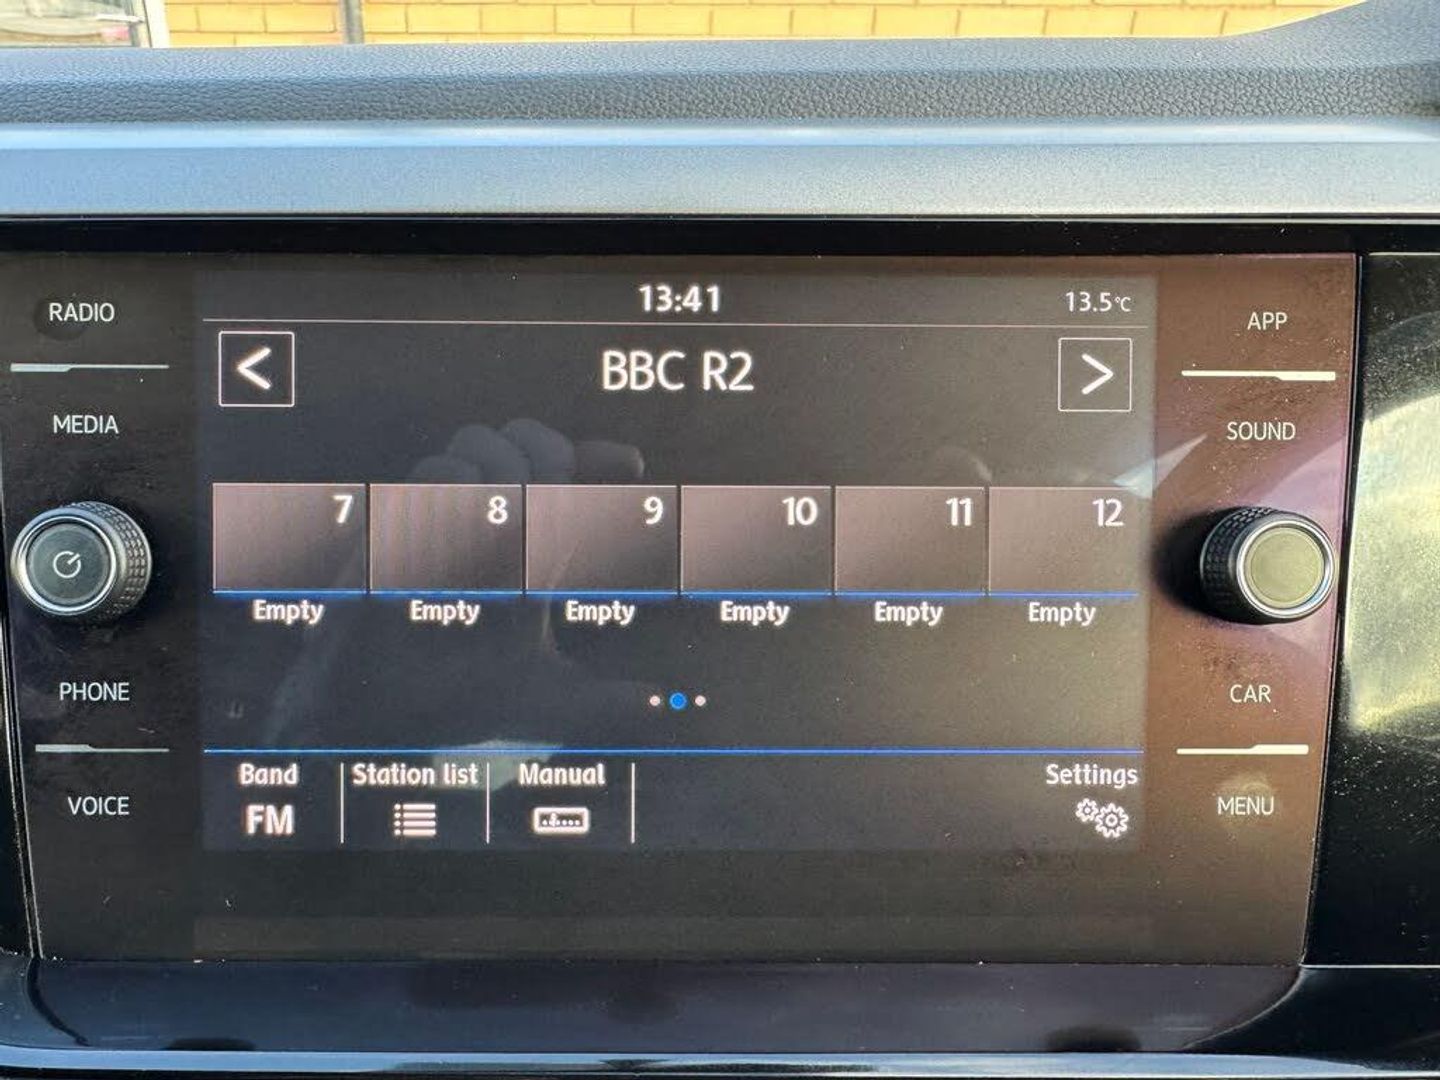 13:41
13.5°C
RADIO
APP
<
BBC R2
>
MEDIA
SOUND
7 8 9 10 11 12
Empty Empty Empty Empty Empty Empty
PHONE
CAR
Band Station list Manual Settings
FM
VOICE
MENU